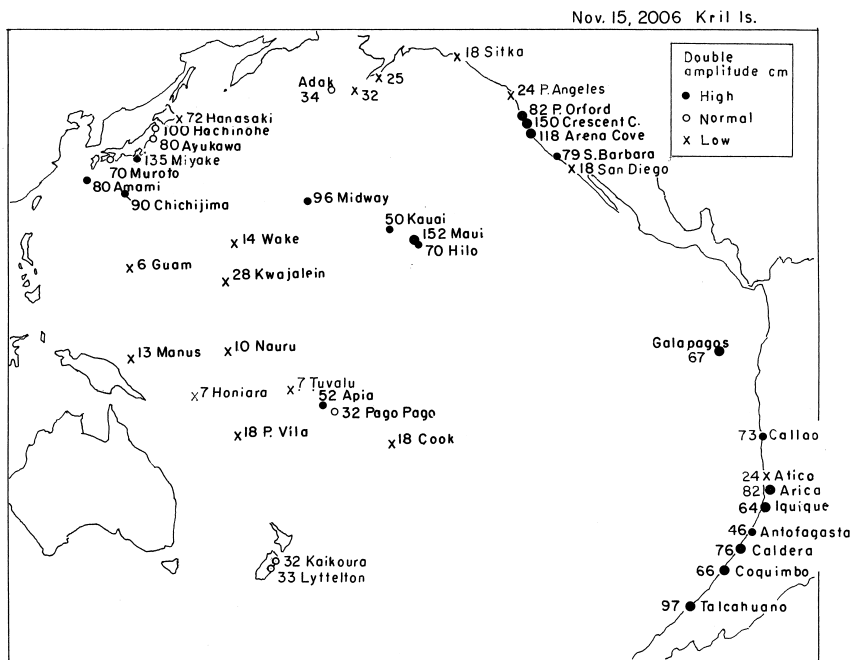 Nov. 15, 2006 Kril Is.
Double
amplitude cm
High
Normal
Low
18 Sitka
25
Adak
34
32
24 P. Angeles
82 P. Orford
150 Crescent C.
118 Arena Cove
79 S. Barbara
18 San Diego
72 Hanasaki
100 Hachinohe
80 Ayukawa
135 Miyake
70 Muroto
80 Amami
90 Chichijima
96 Midway
50 Kauai
152 Maui
70 Hilo
14 Wake
6 Guam
28 Kwajalein
13 Manus
10 Nauru
Galapagos
67
7 Honiara
7 Tuvalu
52 Apia
32 Pago Pago
18 P. Vila
18 Cook
73 Callao
24 Atico
82 Arica
64 Iquique
46 Antofagasta
76 Caldera
66 Coquimbo
97 Talcahuano
32 Kaikoura
33 Lyttelton